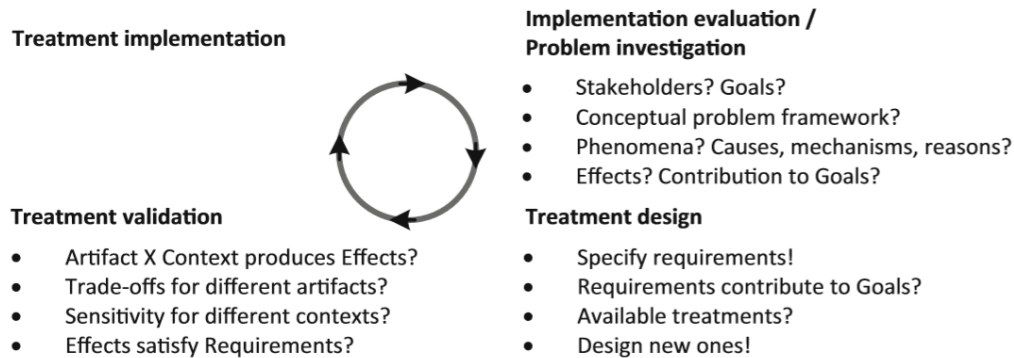 Treatment implementation
Implementation evaluation /
Problem investigation
• Stakeholders? Goals?
• Conceptual problem framework?
• Phenomena? Causes, mechanisms, reasons?
• Effects? Contribution to Goals?
Treatment validation
• Artifact X Context produces Effects?
• Trade-offs for different artifacts?
• Sensitivity for different contexts?
• Effects satisfy Requirements?
Treatment design
• Specify requirements!
• Requirements contribute to Goals?
• Available treatments?
• Design new ones!